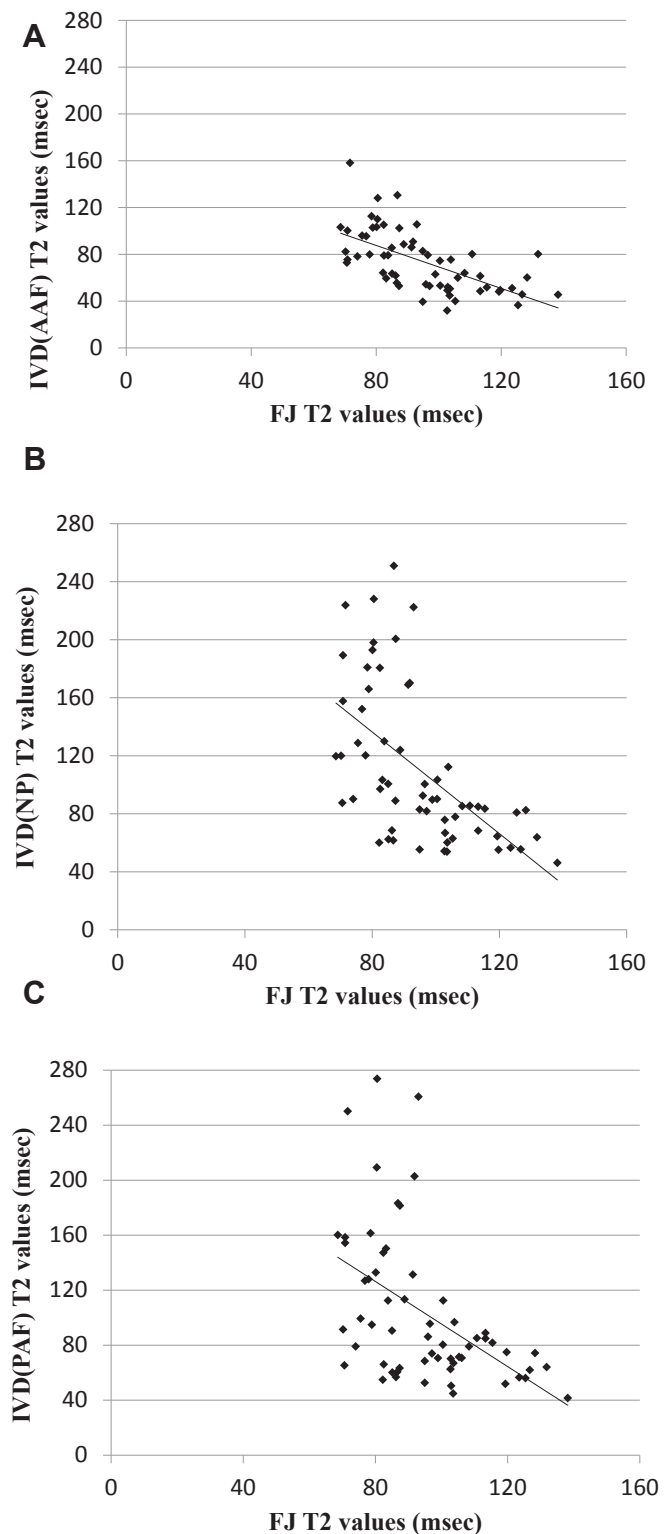 A
IVD(AAF) T2 values (msec)
280
240
200
160
120
80
40
0
0 40 80 120 160
FJ T2 values (msec)
B
IVD(NP) T2 values (msec)
280
240
200
160
120
80
40
0
0 40 80 120 160
FJ T2 values (msec)
C
IVD(PAF) T2 values (msec)
280
240
200
160
120
80
40
0
0 40 80 120 160
FJ T2 values (msec)